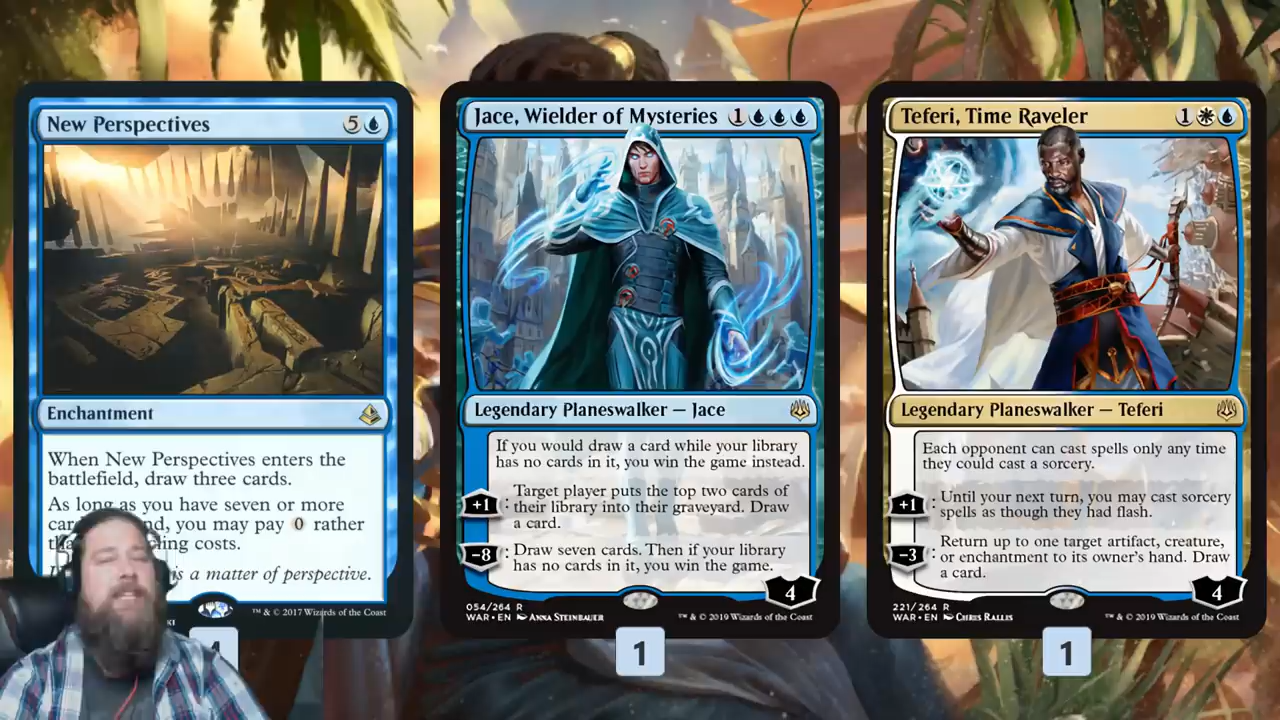 New Perspectives 5
Enchantment
When New Perspectives enters the
battlefield, draw three cards.
As long as you have seven or more
nd, you may pay 0 rather
ing costs.
is a matter of perspective.
™ & © 2017 Wizards of the Coast
Jace, Wielder of Mysteries 1
Legendary Planeswalker — Jace
If you would draw a card while your library
has no cards in it, you win the game instead.
+1: Target player puts the top two cards of
their library into their graveyard. Draw
a card.
−8: Draw seven cards. Then if your library
has no cards in it, you win the game.
4
054/264 R
WAR • EN Anna Steinbauer
™ & © 2019 Wizards of the Coast
1
Teferi, Time Raveler 1
Legendary Planeswalker — Teferi
Each opponent can cast spells only any time
they could cast a sorcery.
+1: Until your next turn, you may cast sorcery
spells as though they had flash.
−3: Return up to one target artifact, creature,
or enchantment to its owner's hand. Draw
a card.
4
221/264 R
WAR • EN Chris Rallis
™ & © 2019 Wizards of the Coast
1